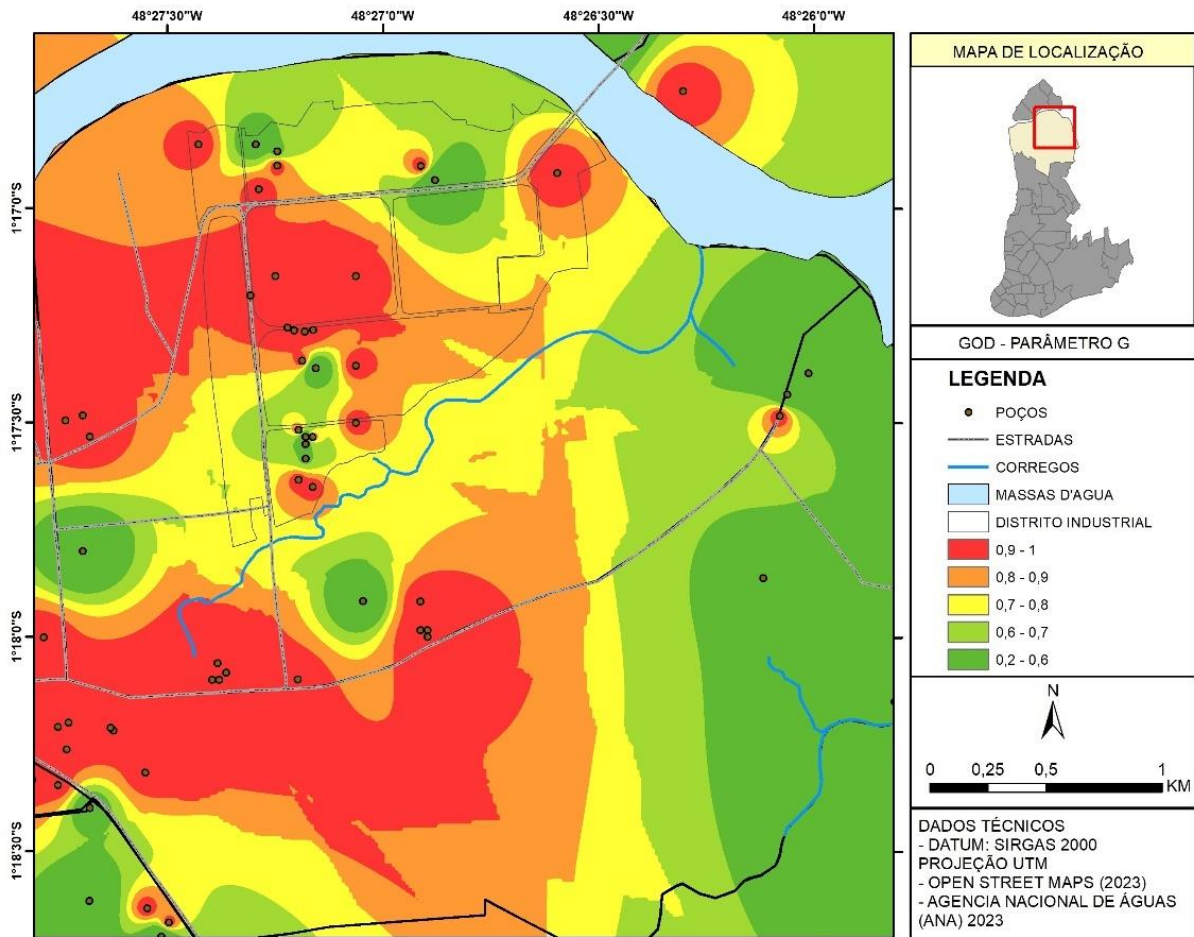 48°27'30"W 48°27'0"W 48°26'30"W 48°26'0"W
1°17'0"S
1°17'30"S
1°18'0"S
1°18'30"S
MAPA DE LOCALIZAÇÃO
GOD - PARÂMETRO G
LEGENDA
POÇOS
ESTRADAS
CORREGOS
MASSAS D'AGUA
DISTRITO INDUSTRIAL
0,9 - 1
0,8 - 0,9
0,7 - 0,8
0,6 - 0,7
0,2 - 0,6
N
0 0,25 0,5 1
KM
DADOS TÉCNICOS
- DATUM: SIRGAS 2000
PROJEÇÃO UTM
- OPEN STREET MAPS (2023)
- AGENCIA NACIONAL DE ÁGUAS
(ANA) 2023